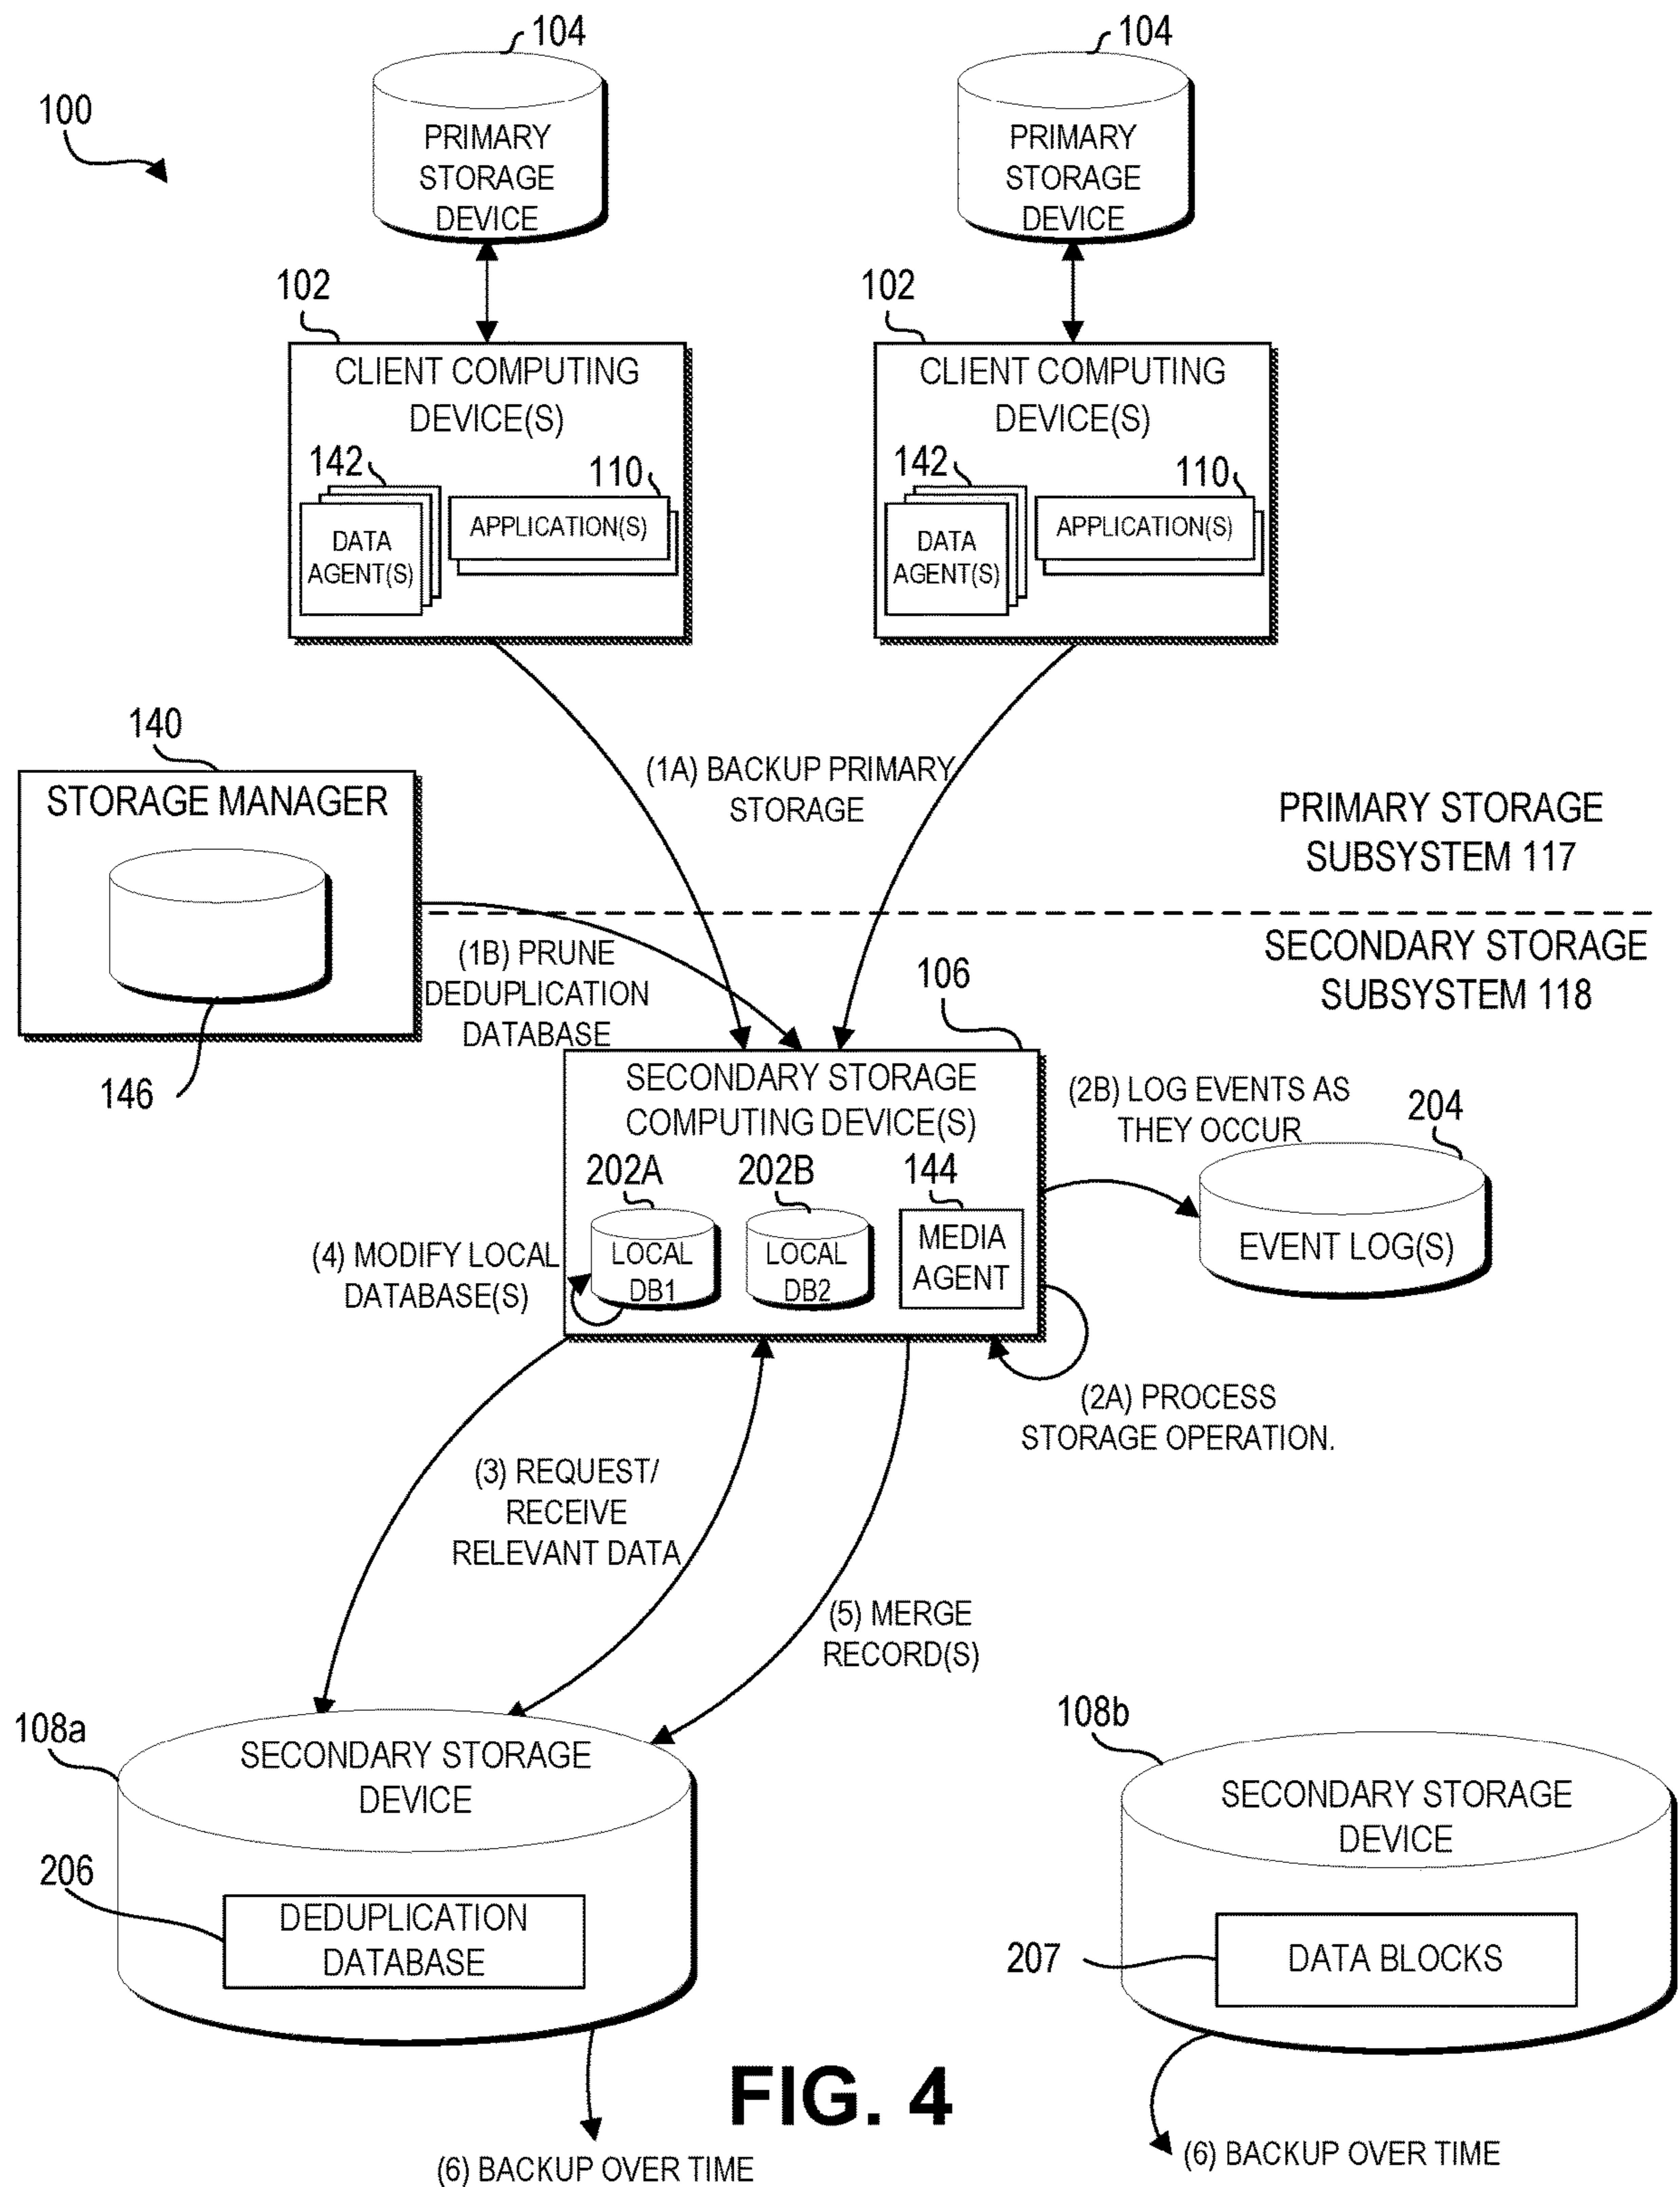 104
104
100
PRIMARY
STORAGE
DEVICE
PRIMARY
STORAGE
DEVICE
102
102
CLIENT COMPUTING
DEVICE(S)
CLIENT COMPUTING
DEVICE(S)
142
110
142
110
DATA
AGENT(S)
APPLICATION(S)
DATA
AGENT(S)
APPLICATION(S)
140
STORAGE MANAGER
(1A) BACKUP PRIMARY
STORAGE
PRIMARY STORAGE
SUBSYSTEM 117
SECONDARY STORAGE
SUBSYSTEM 118
(1B) PRUNE
DEDUPLICATION
DATABASE
106
146
SECONDARY STORAGE
COMPUTING DEVICE(S)
(2B) LOG EVENTS AS
THEY OCCUR
204
202A
202B
144
LOCAL
DB1
LOCAL
DB2
MEDIA
AGENT
EVENT LOG(S)
(4) MODIFY LOCAL
DATABASE(S)
(2A) PROCESS
STORAGE OPERATION.
(3) REQUEST/
RECEIVE
RELEVANT DATA
(5) MERGE
RECORD(S)
108a
SECONDARY STORAGE
DEVICE
108b
SECONDARY STORAGE
DEVICE
206
DEDUPLICATION
DATABASE
207
DATA BLOCKS
FIG. 4
(6) BACKUP OVER TIME
(6) BACKUP OVER TIME